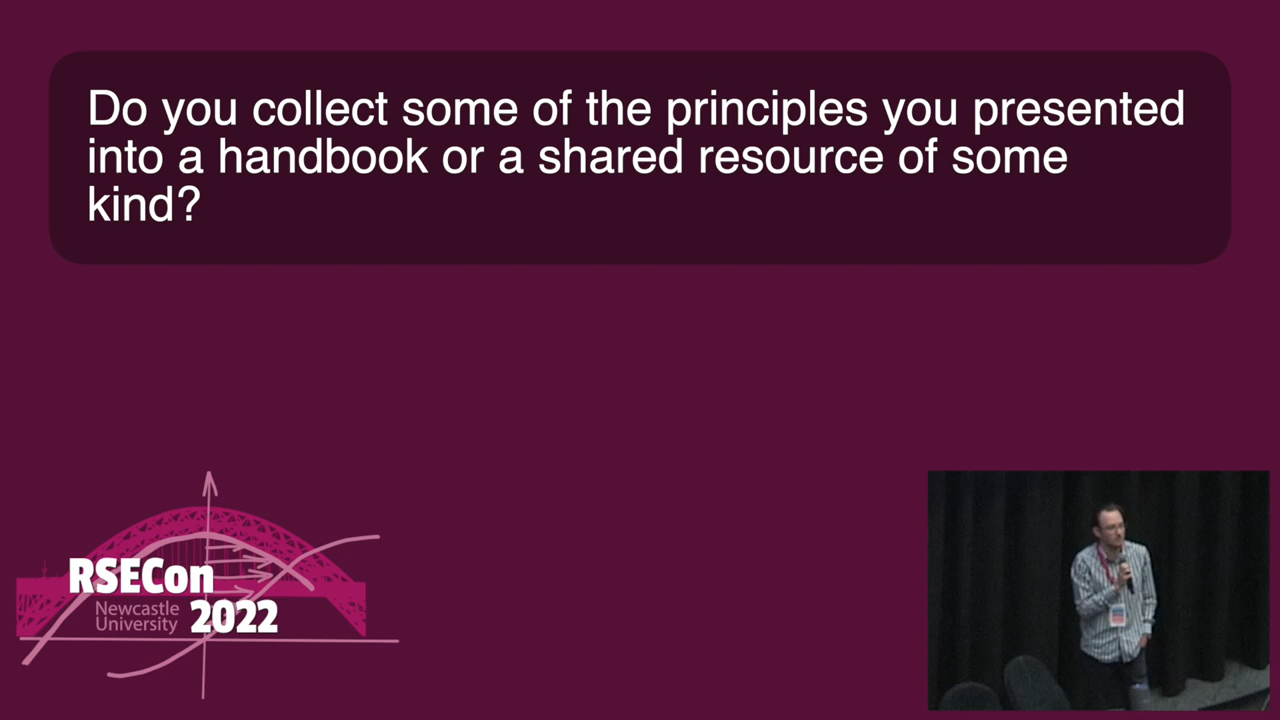 Do you collect some of the principles you presented
into a handbook or a shared resource of some
kind?
RSECon
Newcastle
University 2022